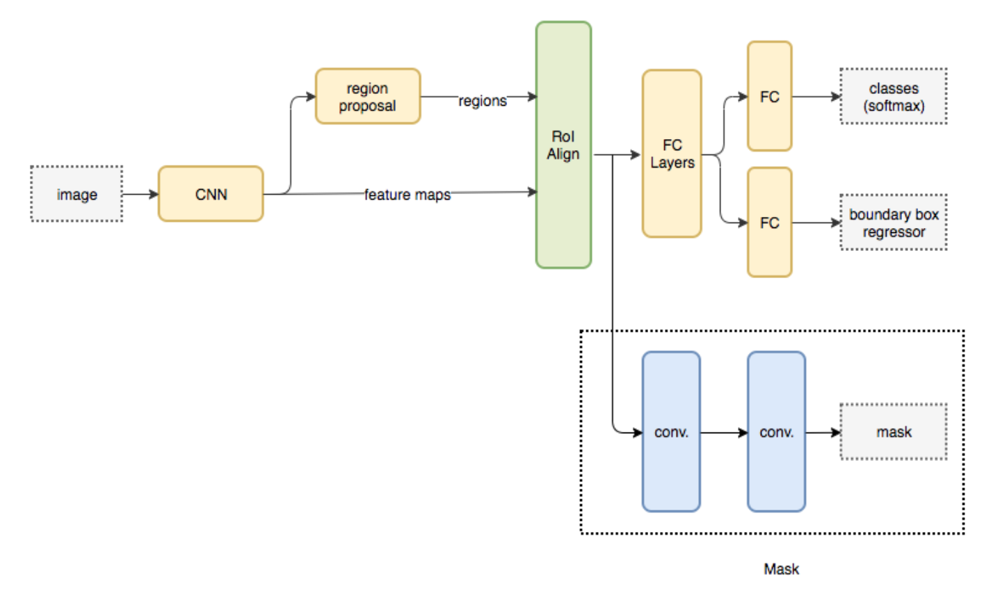 region
proposal
regions
image
CNN
feature maps
RoI
Align
FC
Layers
FC
classes
(softmax)
FC
boundary box
regressor
conv.
conv.
mask
Mask